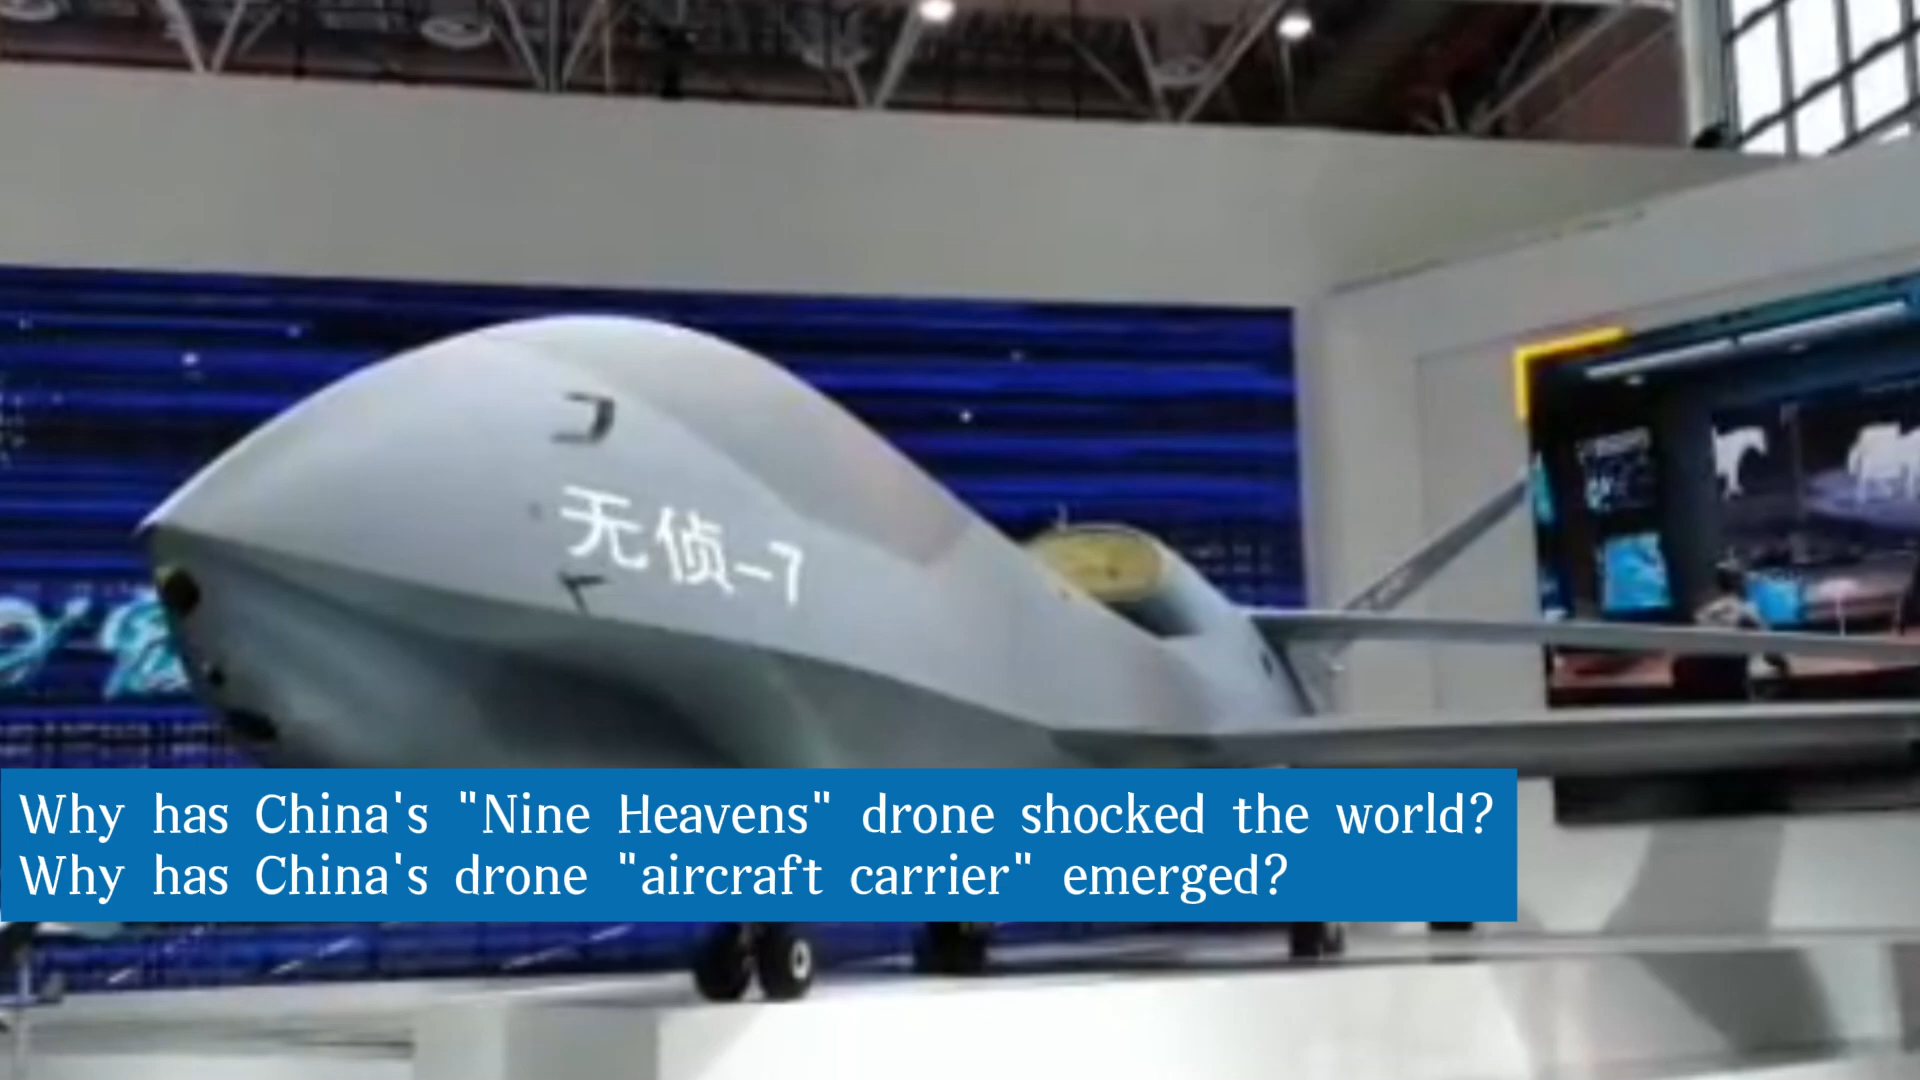 无侦-7
Why has China's "Nine Heavens" drone shocked the world?
Why has China's drone "aircraft carrier" emerged?